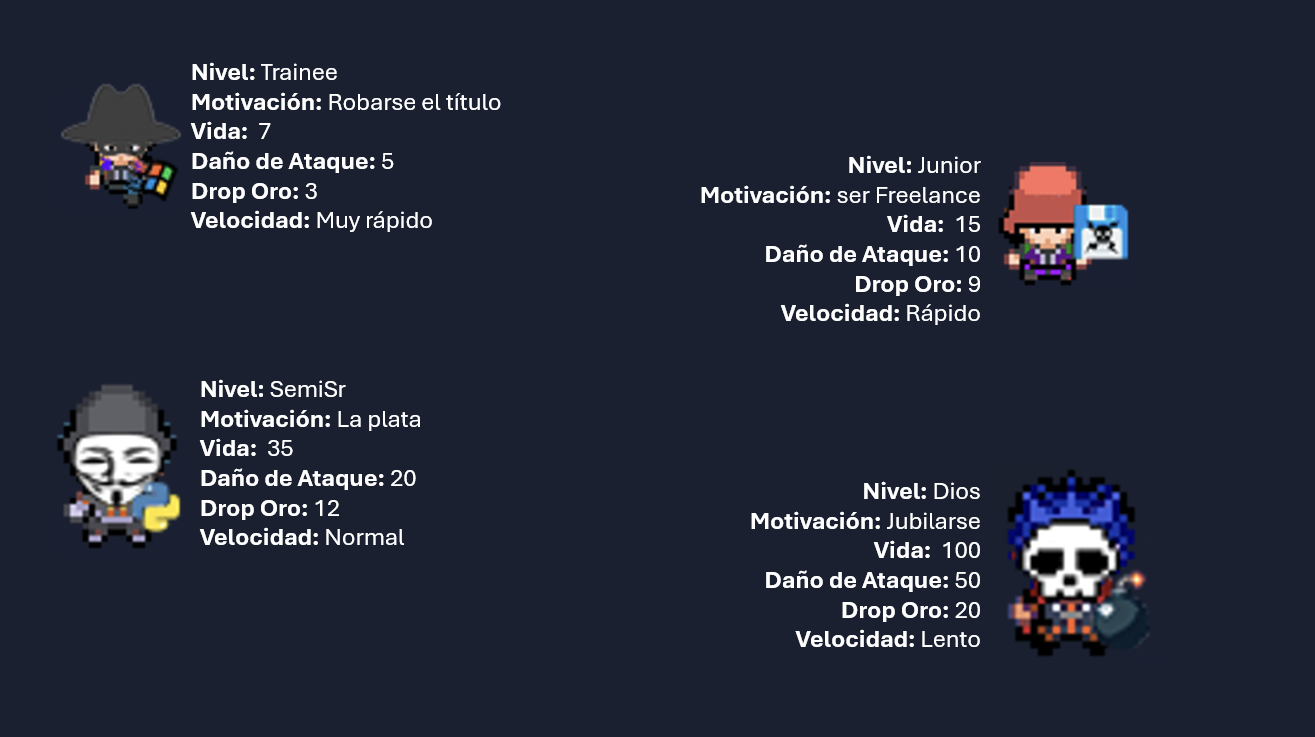 Nivel: Trainee
Motivación: Robarse el título
Vida: 7
Daño de Ataque: 5
Drop Oro: 3
Velocidad: Muy rápido
Nivel: Junior
Motivación: ser Freelance
Vida: 15
Daño de Ataque: 10
Drop Oro: 9
Velocidad: Rápido
Nivel: SemiSr
Motivación: La plata
Vida: 35
Daño de Ataque: 20
Drop Oro: 12
Velocidad: Normal
Nivel: Dios
Motivación: Jubilarse
Vida: 100
Daño de Ataque: 50
Drop Oro: 20
Velocidad: Lento